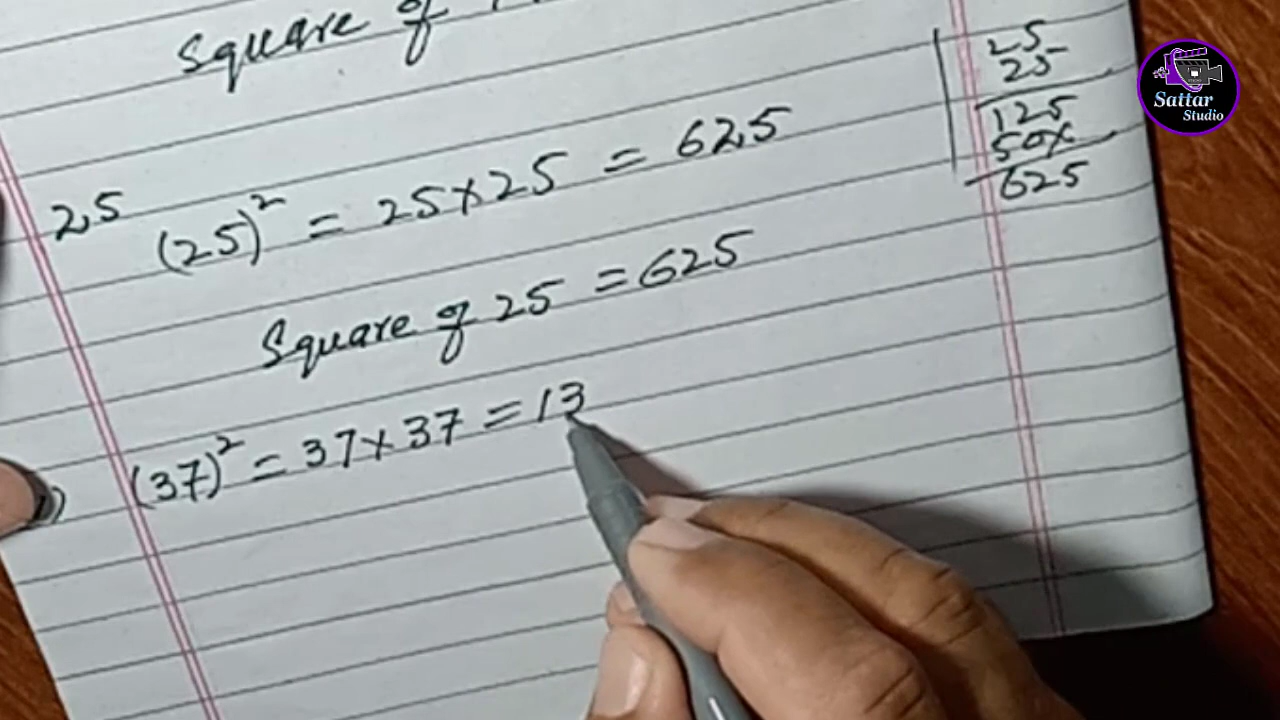 Square of
25 (25)² = 25×25 = 625
Square of 25 = 625
(37)² = 37×37 = 13
25
25
125
50×
625
Sattar
Studio